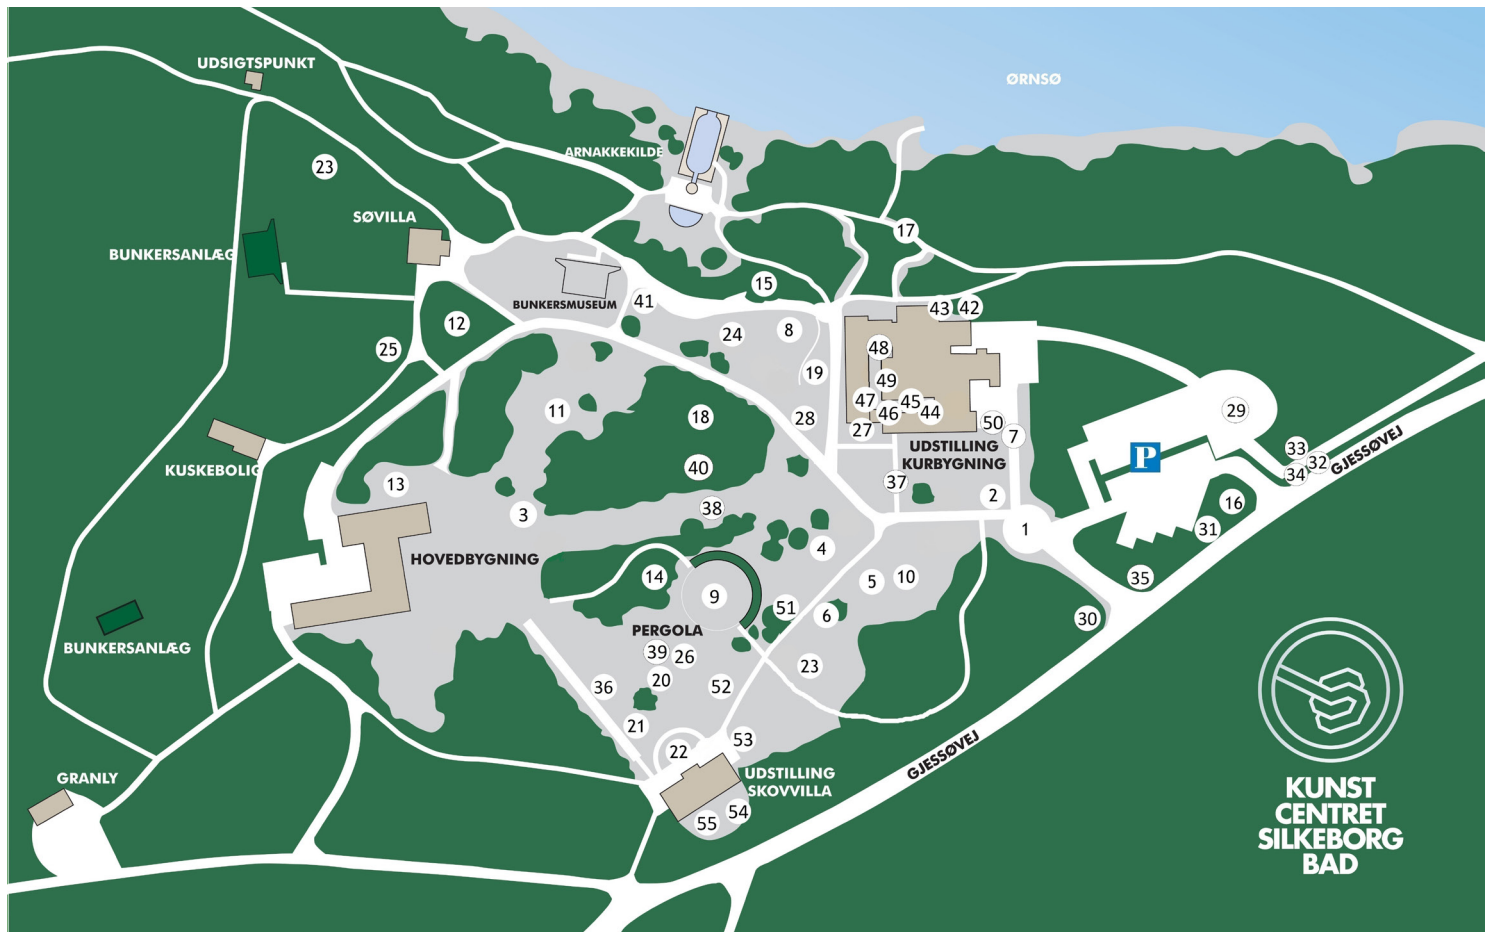 UDSIGTSPUNKT
ØRNSØ
ARNAKKEKILDE
23
SØVILLA
17
BUNKERSANLÆG
15
BUNKERSMUSEUM
41
43
42
12
24
8
25
48
19
49
11
18
28
47
46
45
44
29
27
50
7
UDSTILLING
KURBYGNING
GJESSØVEJ
P
33
32
34
KUSKEBOLIG
40
13
37
2
16
3
38
1
31
4
HOVEDBYGNING
14
5
10
35
9
51
6
30
BUNKERSANLÆG
PERGOLA
39
26
23
20
36
52
21
53
22
GJESSØVEJ
GRANLY
UDSTILLING
SKOVVILLA
54
55
KUNST
CENTRET
SILKEBORG
BAD